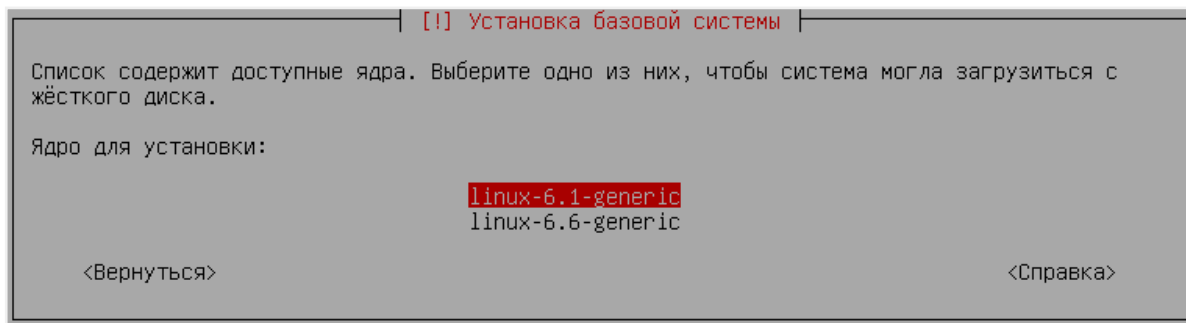 [!] Установка базовой системы
Список содержит доступные ядра. Выберите одно из них, чтобы система могла загрузиться с
жёсткого диска.
Ядро для установки:
linux-6.1-generic
linux-6.6-generic
<Вернуться> <Справка>